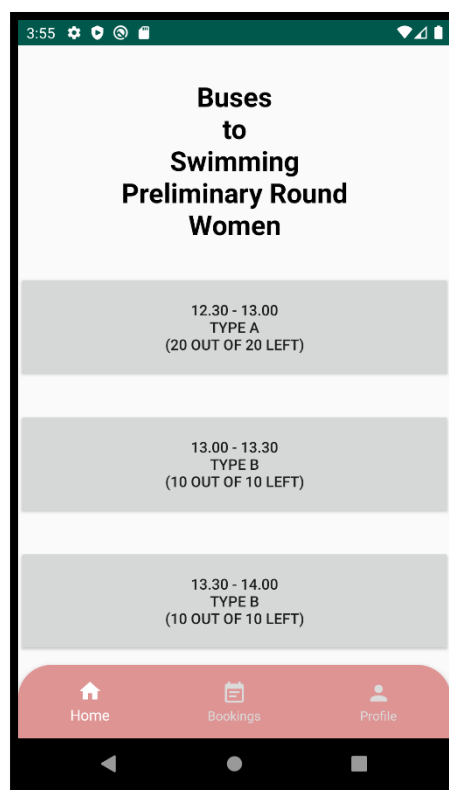 3:55
Buses
to
Swimming
Preliminary Round
Women
12.30 - 13.00
TYPE A
(20 OUT OF 20 LEFT)
13.00 - 13.30
TYPE B
(10 OUT OF 10 LEFT)
13.30 - 14.00
TYPE B
(10 OUT OF 10 LEFT)
Home Bookings Profile